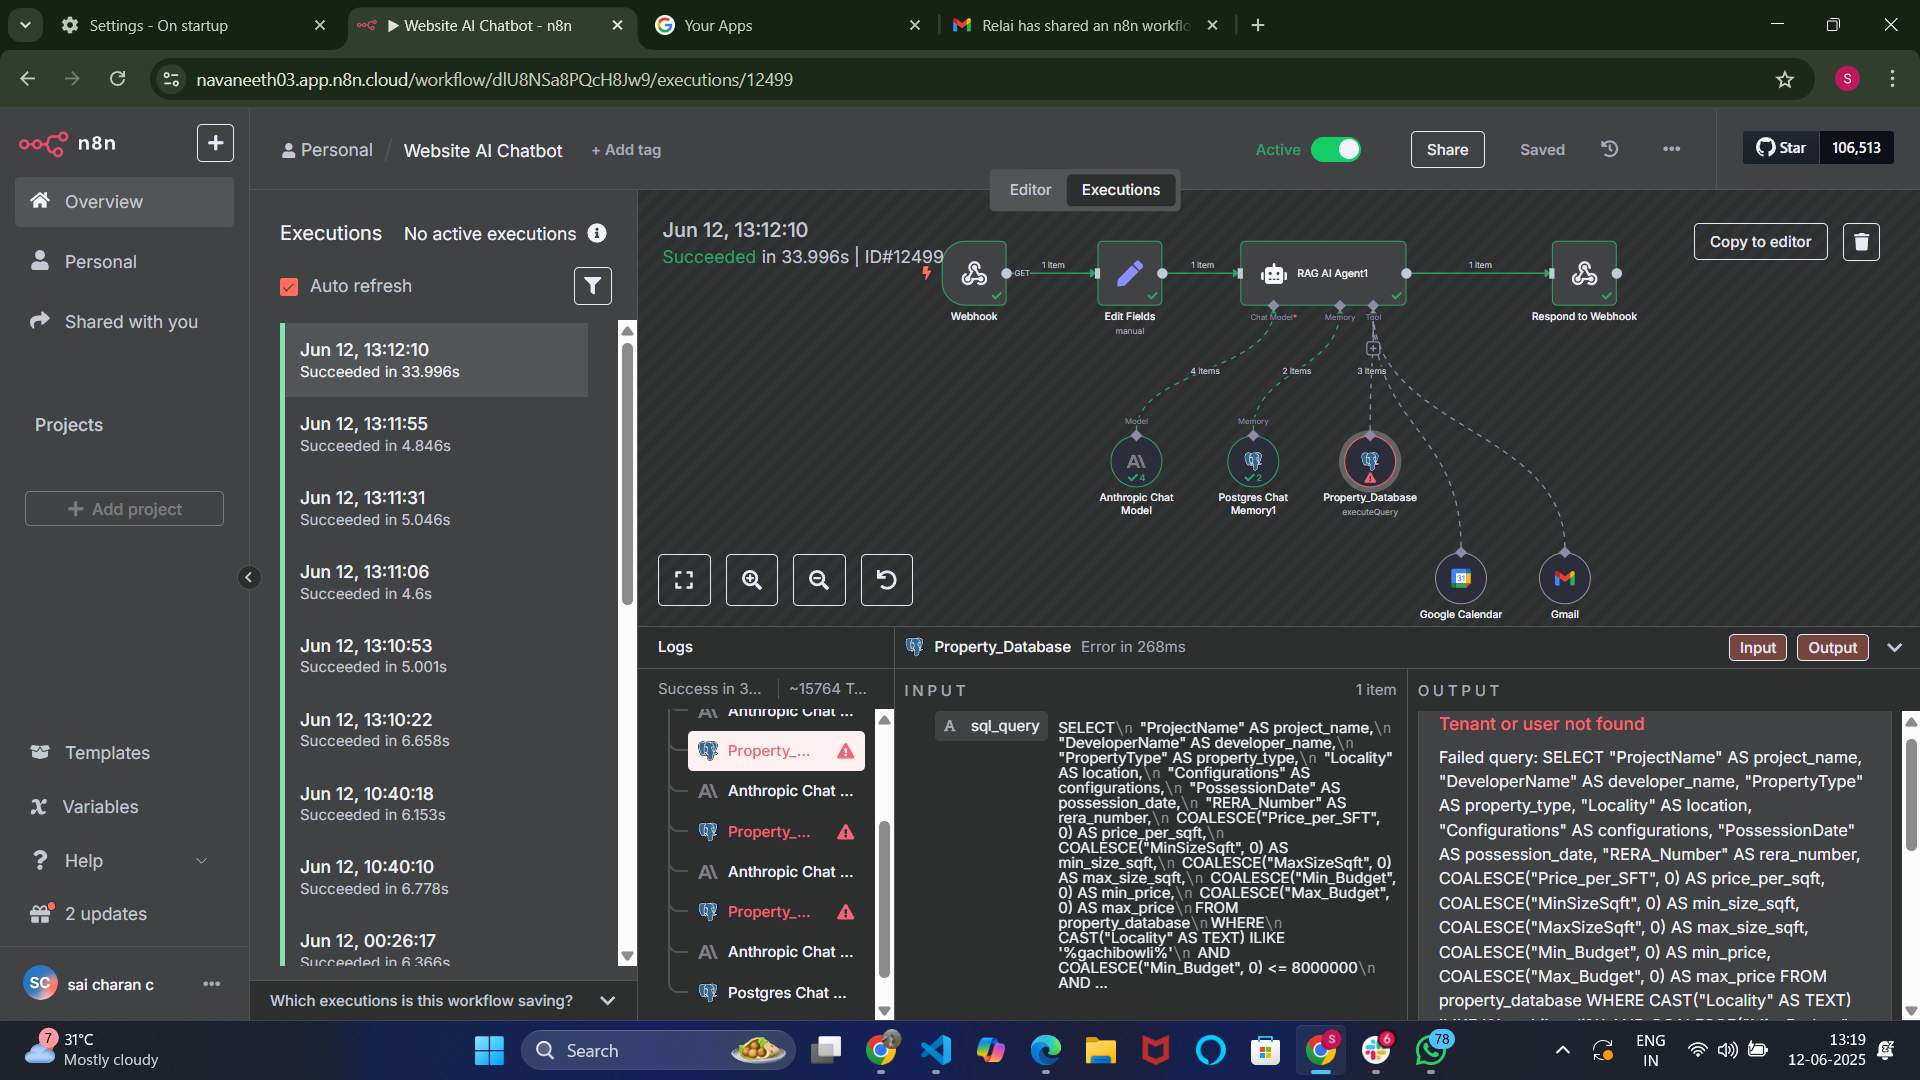 Settings - On startup
Website AI Chatbot - n8n
Your Apps
Relai has shared an n8n workflo
navaneeth03.app.n8n.cloud/workflow/dlU8NSa8PQcH8Jw9/executions/12499
S
n8n
Personal / Website AI Chatbot + Add tag
Active
Share
Saved
Star 106,513
Editor Executions
Overview
Personal
Shared with you
Projects
+ Add project
Templates
Variables
Help
2 updates
SC sai charan c
Executions No active executions
Auto refresh
Jun 12, 13:12:10
Succeeded in 33.996s
Jun 12, 13:11:55
Succeeded in 4.846s
Jun 12, 13:11:31
Succeeded in 5.046s
Jun 12, 13:11:06
Succeeded in 4.6s
Jun 12, 13:10:53
Succeeded in 5.001s
Jun 12, 13:10:22
Succeeded in 6.658s
Jun 12, 10:40:18
Succeeded in 6.153s
Jun 12, 10:40:10
Succeeded in 6.778s
Jun 12, 00:26:17
Succeeded in 6.366s
Which executions is this workflow saving?
Jun 12, 13:12:10
Succeeded in 33.996s | ID#12499
Copy to editor
GET
1 item
1 item
1 item
RAG AI Agent1
Webhook
Edit Fields
manual
Chat Model*
Memory
Tool
Respond to Webhook
4 items
2 items
3 items
Model
Memory
4
2
Anthropic Chat
Model
Postgres Chat
Memory1
Property_Database
executeQuery
31
Google Calendar
Gmail
Logs
Property_Database Error in 268ms
Input
Output
Success in 3...
~15764 T...
Anthropic Chat ...
Property_...
Anthropic Chat ...
Property_...
Anthropic Chat ...
Property_...
Anthropic Chat ...
Postgres Chat ...
INPUT
1 item
A sql_query
SELECT\n "ProjectName" AS project_name,\n
"DeveloperName" AS developer_name,\n
"PropertyType" AS property_type,\n "Locality"
AS location,\n "Configurations" AS
configurations,\n "PossessionDate" AS
possession_date,\n "RERA_Number" AS
rera_number,\n COALESCE("Price_per_SFT",
0) AS price_per_sqft,\n
COALESCE("MinSizeSqft", 0) AS
min_size_sqft,\n COALESCE("MaxSizeSqft", 0)
AS max_size_sqft,\n COALESCE("Min_Budget",
0) AS min_price,\n COALESCE("Max_Budget",
0) AS max_price\n FROM
property_database\n WHERE\n
CAST("Locality" AS TEXT) ILIKE
'%gachibowli%'\n AND
COALESCE("Min_Budget", 0) <= 8000000\n
AND ...
OUTPUT
Tenant or user not found
Failed query: SELECT "ProjectName" AS project_name,
"DeveloperName" AS developer_name, "PropertyType"
AS property_type, "Locality" AS location,
"Configurations" AS configurations, "PossessionDate"
AS possession_date, "RERA_Number" AS rera_number,
COALESCE("Price_per_SFT", 0) AS price_per_sqft,
COALESCE("MinSizeSqft", 0) AS min_size_sqft,
COALESCE("MaxSizeSqft", 0) AS max_size_sqft,
COALESCE("Min_Budget", 0) AS min_price,
COALESCE("Max_Budget", 0) AS max_price FROM
property_database WHERE CAST("Locality" AS TEXT)
7
31°C
Mostly cloudy
Search
S
6
78
ENG
IN
13:19
12-06-2025